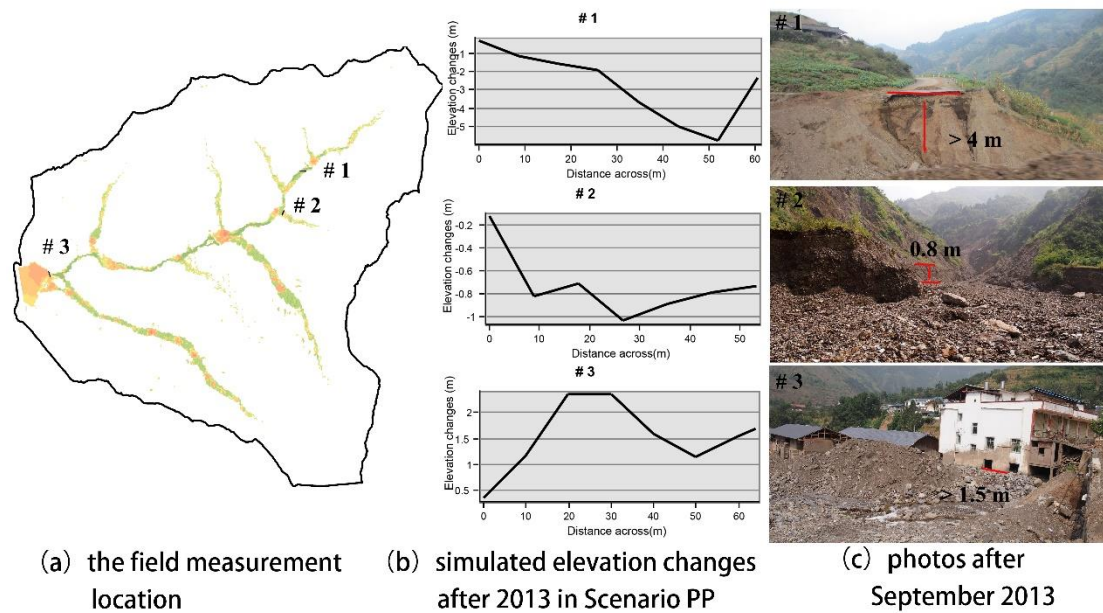 # 1
# 2
# 3
# 1
Elevation changes (m)
-1
-2
-3
-4
-5
0 10 20 30 40 50 60
Distance across(m)
# 2
Elevation changes (m)
-0.2
-0.4
-0.6
-0.8
-1
0 10 20 30 40 50
Distance across(m)
# 3
Elevation changes (m)
2
1.5
1
0.5
0 10 20 30 40 50 60
Distance across(m)
# 1
> 4 m
# 2
0.8 m
# 3
> 1.5 m
(a) the field measurement
location
(b) simulated elevation changes
after 2013 in Scenario PP
(c) photos after
September 2013